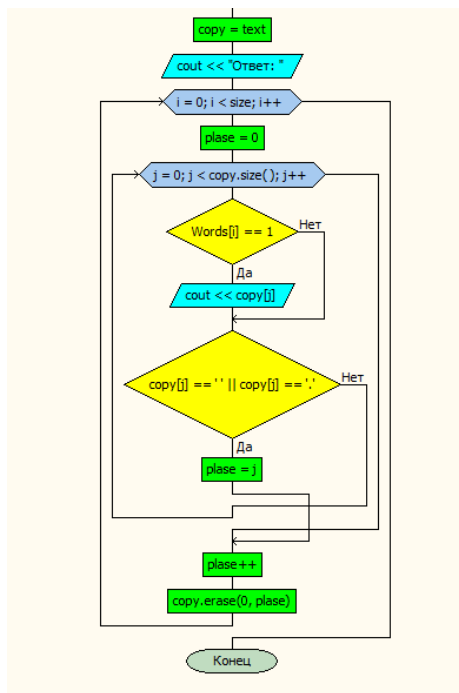 copy = text
cout << "Ответ: "
i = 0; i < size; i++
plase = 0
j = 0; j < copy.size( ); j++
Words[i] == 1
Нет
Да
cout << copy[j]
copy[j] == ' ' || copy[j] == '.'
Нет
Да
plase = j
plase++
copy.erase(0, plase)
Конец